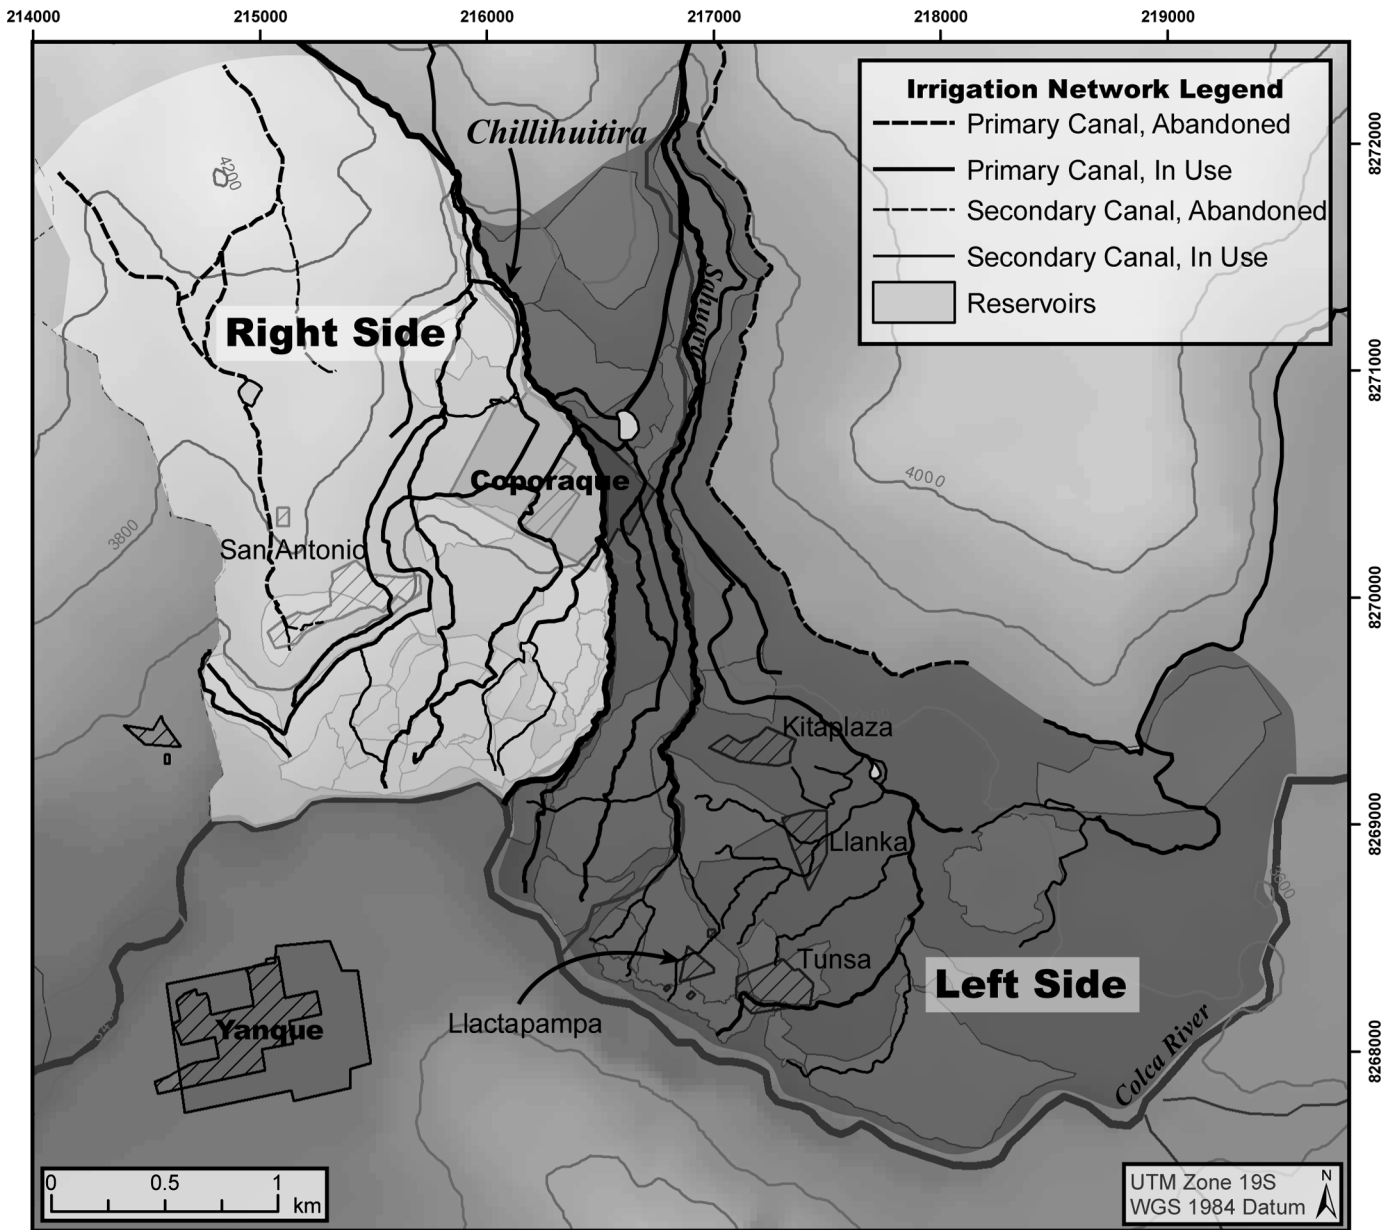 214000 215000 216000 217000 218000 219000
Irrigation Network Legend
Primary Canal, Abandoned
Primary Canal, In Use
Secondary Canal, Abandoned
Secondary Canal, In Use
Reservoirs
Chillihuitira
8272000
4200
Sahuara
Right Side
8271000
Coporaque
4000
3800
San Antonio
8270000
Kitaplaza
Llanka
8269000
Tunsa
Left Side
Llactapampa
Yanque
Colca River
8268000
0 0.5 1
km
UTM Zone 19S
WGS 1984 Datum
N